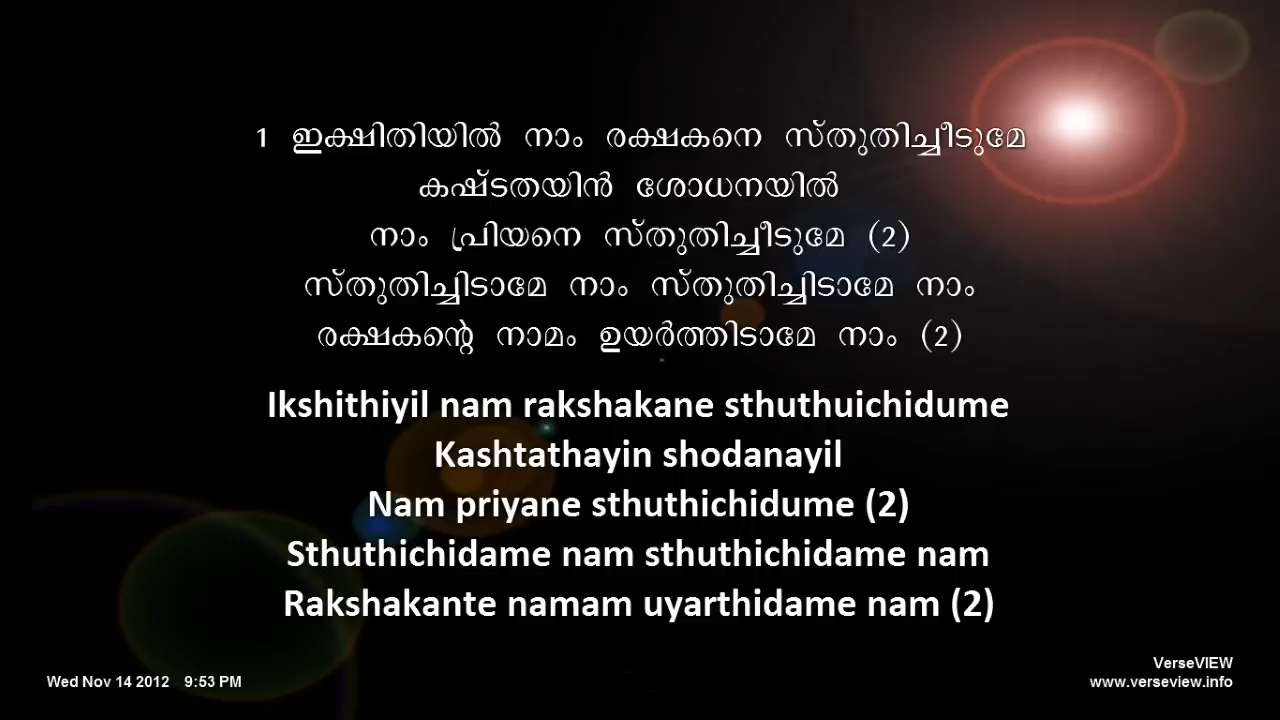 1 ഇക്ഷിതിയിൽ നാം രക്ഷകനെ സ്തുതിച്ചീടുമേ
കഷ്ടതയിൻ ശോധനയിൽ
നാം പ്രിയനെ സ്തുതിച്ചീടുമേ (2)
സ്തുതിച്ചിടാമേ നാം സ്തുതിച്ചിടാമേ നാം
രക്ഷകന്റെ നാമം ഉയർത്തിടാമേ നാം (2)
Ikshithiyil nam rakshakane sthuthuichidume
Kashtathayin shodanayil
Nam priyane sthuthichidume (2)
Sthuthichidame nam sthuthichidame nam
Rakshakante namam uyarthidame nam (2)
Wed Nov 14 2012 9:53 PM
VerseVIEW
www.verseview.info